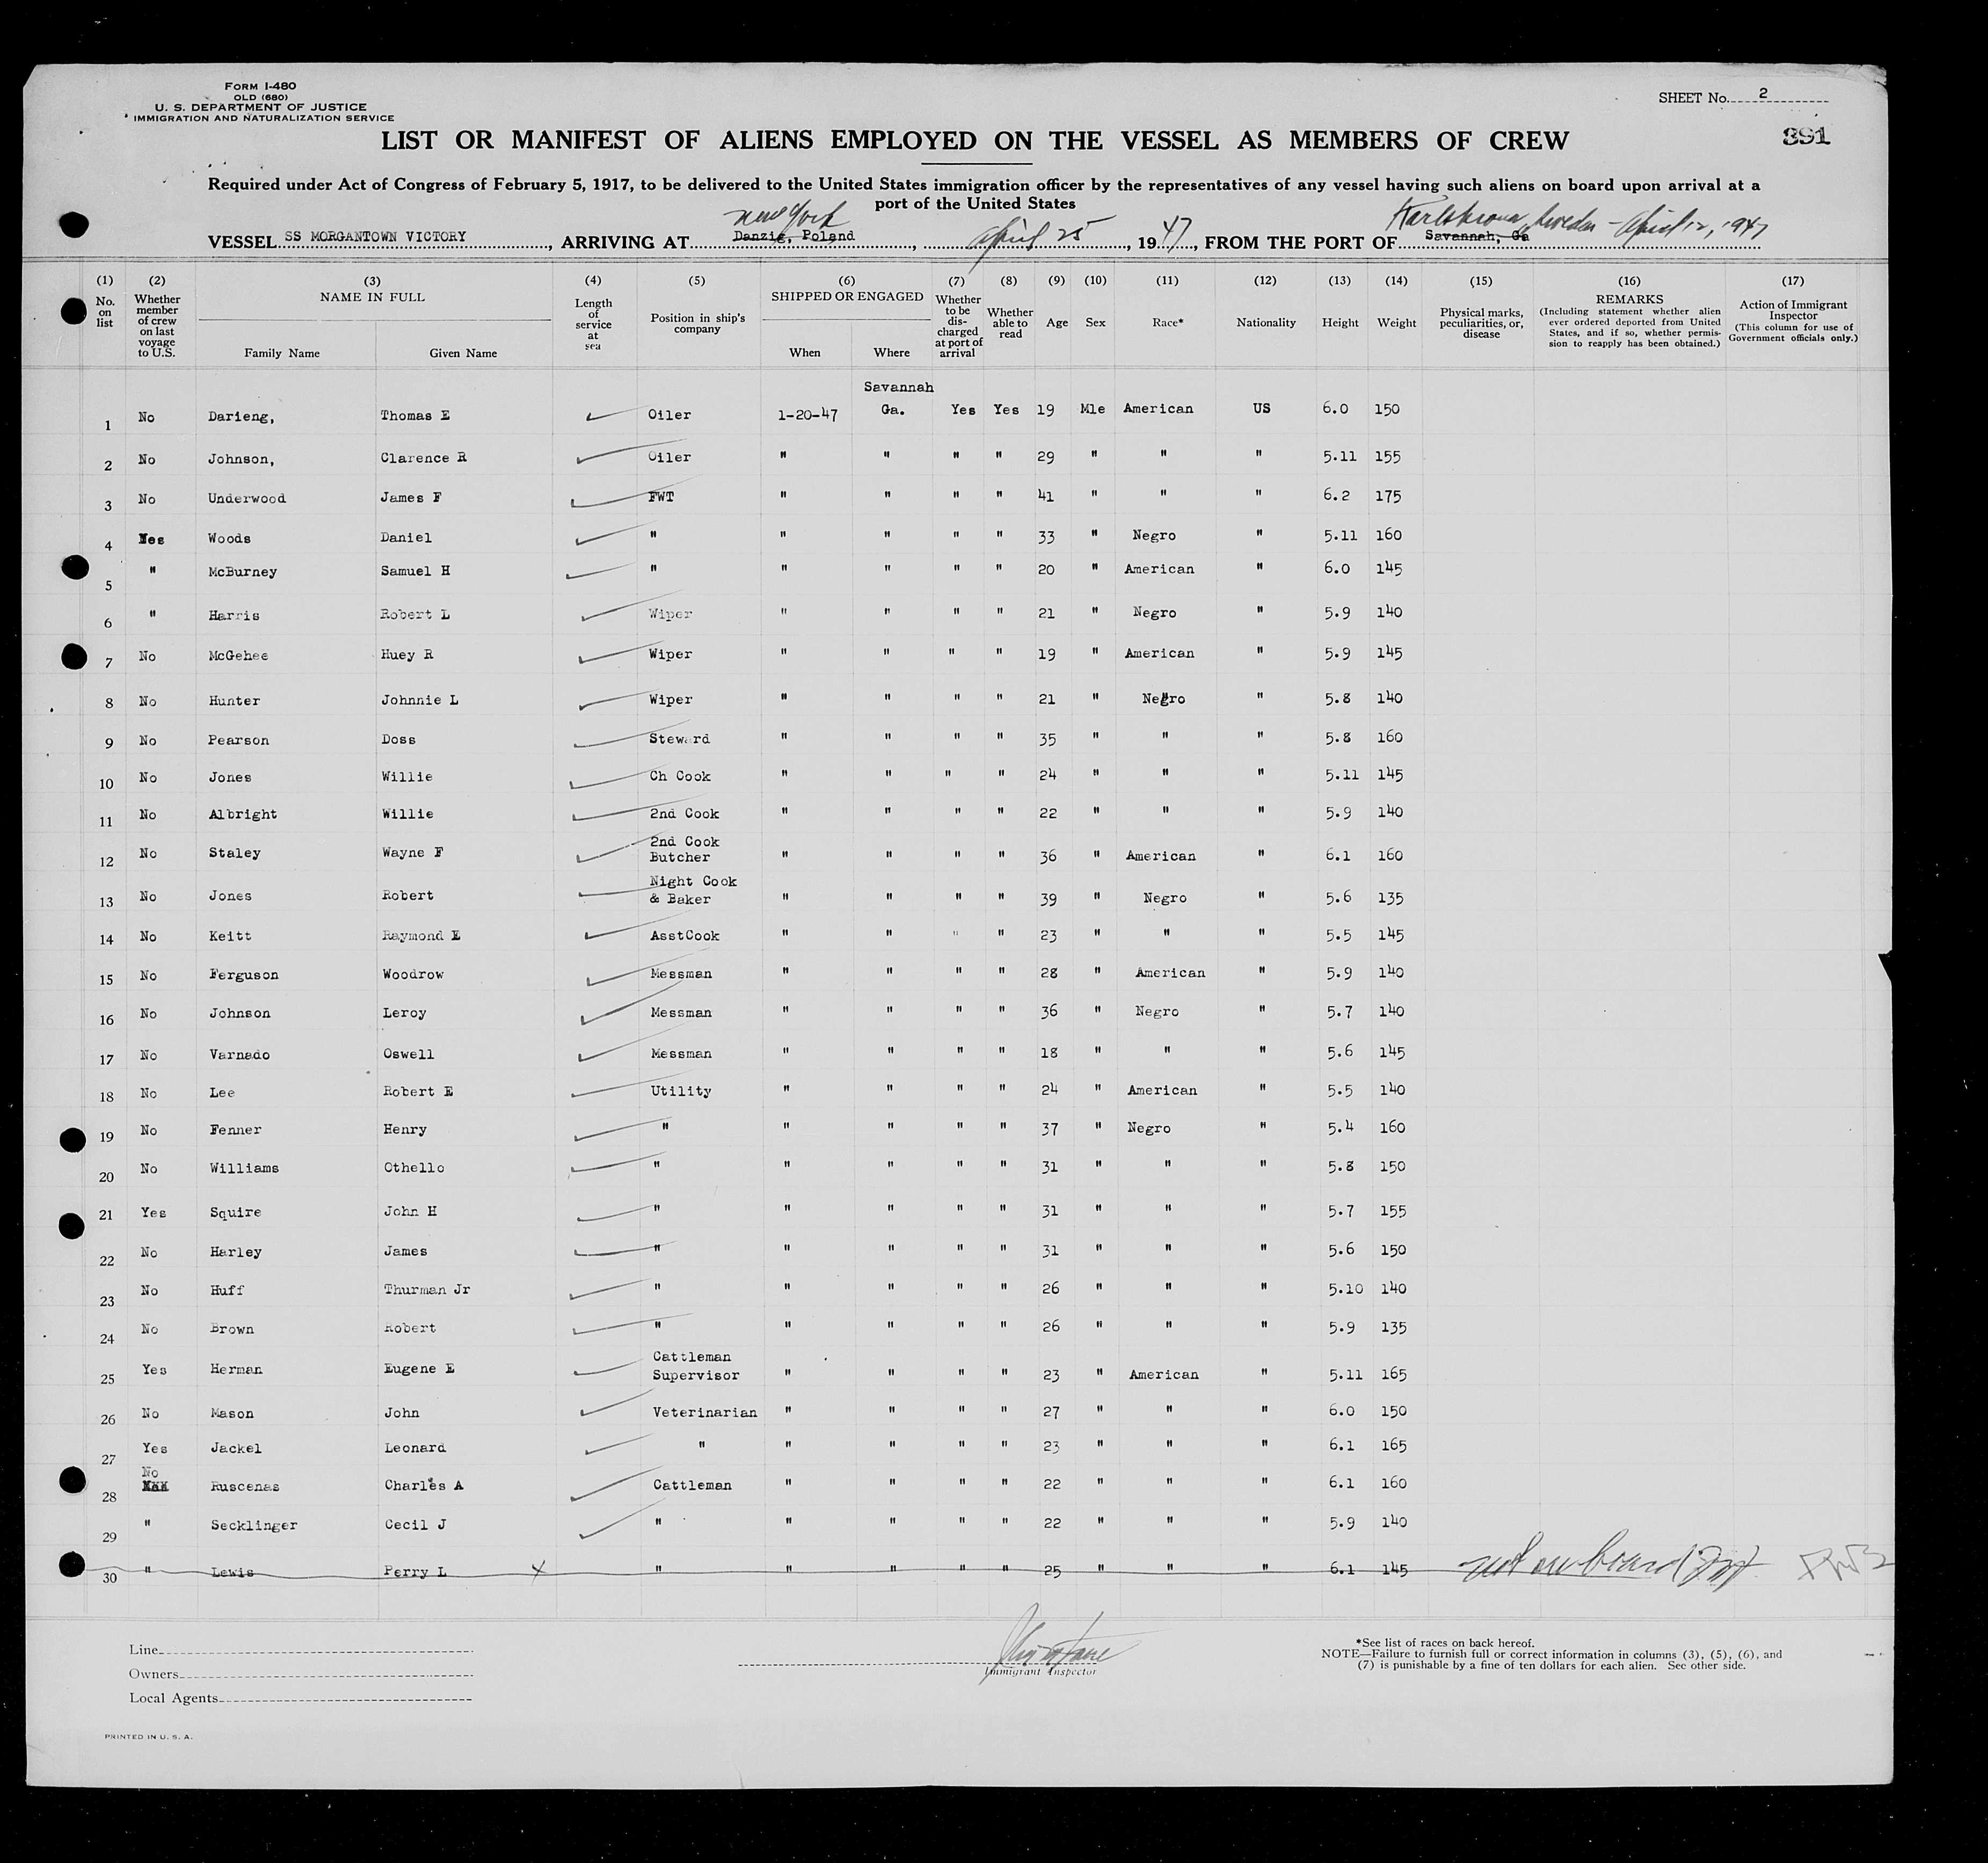 FORM I-480
OLD (680)
U. S. DEPARTMENT OF JUSTICE
IMMIGRATION AND NATURALIZATION SERVICE
SHEET No. 2
391
LIST OR MANIFEST OF ALIENS EMPLOYED ON THE VESSEL AS MEMBERS OF CREW
Required under Act of Congress of February 5, 1917, to be delivered to the United States immigration officer by the representatives of any vessel having such aliens on board upon arrival at a
port of the United States
New York Karlskrona, Sweden - April 12, 1947
VESSEL SS MORGANTOWN VICTORY, ARRIVING AT Danzig, Poland, April 25, 1947, FROM THE PORT OF Savannah, Ga
(1) No. on list
(2) Whether member of crew on last voyage to U.S.
(3) NAME IN FULL Family Name Given Name
(4) Length of service at sea
(5) Position in ship's company
(6) SHIPPED OR ENGAGED When Where
(7) Whether to be discharged at port of arrival
(8) Whether able to read
(9) Age
(10) Sex
(11) Race*
(12) Nationality
(13) Height
(14) Weight
(15) Physical marks, peculiarities, or, disease
(16) REMARKS (Including statement whether alien ever ordered deported from United States, and if so, whether permission to reapply has been obtained.)
(17) Action of Immigrant Inspector (This column for use of Government officials only.)
1 No Darieng, Thomas E Oiler 1-20-47 Savannah Ga. Yes Yes 19 Mle American US 6.0 150
2 No Johnson, Clarence R Oiler " " " " 29 " " " 5.11 155
3 No Underwood James F FWT " " " " 41 " " " 6.2 175
4 Yes Woods Daniel " " " " " 33 " Negro " 5.11 160
5 " McBurney Samuel H " " " " " 20 " American " 6.0 145
6 " Harris Robert L Wiper " " " " 21 " Negro " 5.9 140
7 No McGehee Huey R Wiper " " " " 19 " American " 5.9 145
8 No Hunter Johnnie L Wiper " " " " 21 " Negro " 5.8 140
9 No Pearson Doss Steward " " " " 35 " " " 5.8 160
10 No Jones Willie Ch Cook " " " " 24 " " " 5.11 145
11 No Albright Willie 2nd Cook " " " " 22 " " " 5.9 140
12 No Staley Wayne F 2nd Cook Butcher " " " " 36 " American " 6.1 160
13 No Jones Robert Night Cook & Baker " " " " 39 " Negro " 5.6 135
14 No Keitt Raymond E AsstCook " " " " 23 " " " 5.5 145
15 No Ferguson Woodrow Messman " " " " 28 " American " 5.9 140
16 No Johnson Leroy Messman " " " " 36 " Negro " 5.7 140
17 No Varnado Oswell Messman " " " " 18 " " " 5.6 145
18 No Lee Robert E Utility " " " " 24 " American " 5.5 140
19 No Fenner Henry " " " " " 37 " Negro " 5.4 160
20 No Williams Othello " " " " " 31 " " " 5.8 150
21 Yes Squire John H " " " " " 31 " " " 5.7 155
22 No Harley James " " " " " 31 " " " 5.6 150
23 No Huff Thurman Jr " " " " " 26 " " " 5.10 140
24 No Brown Robert " " " " " 26 " " " 5.9 135
25 Yes Herman Eugene E Cattleman Supervisor " " " " 23 " American " 5.11 165
26 No Mason John Veterinarian " " " " 27 " " " 6.0 150
27 Yes Jackel Leonard " " " " " 23 " " " 6.1 165
28 No XXX Ruscenas Charles A Cattleman " " " " 22 " " " 6.1 160
29 " Secklinger Cecil J " " " " " 22 " " " 5.9 140
30 " Lewis Perry L X " " " " " 25 " " " 6.1 145 not on board
Line
Owners
Local Agents
Immigrant Inspector
*See list of races on back hereof.
NOTE—Failure to furnish full or correct information in columns (3), (5), (6), and
(7) is punishable by a fine of ten dollars for each alien. See other side.
PRINTED IN U. S. A.